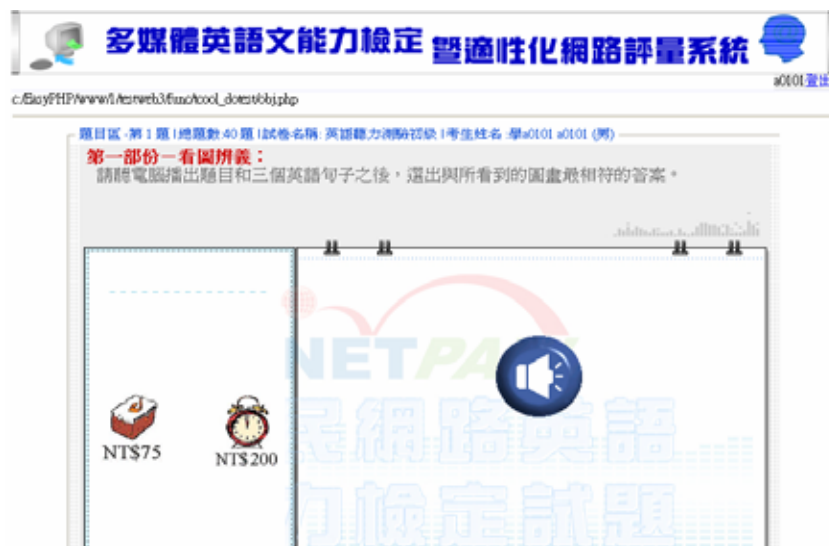 多媒體英語文能力檢定 暨適性化網路評量系統
a0101登出
c:/EasyPHP/www/1/testweb3/func/tool_dotest/obj.php
題目區 -第 1 題 | 總題數:40 題 | 試卷名稱: 英語聽力測驗初級 | 考生姓名 :學a0101 a0101 (男)
第一部份－看圖辨義：
請聽電腦播出題目和三個英語句子之後，選出與所看到的圖畫最相符的答案。
NETPA
民網路英語
NT$75
NT$200
力檢定試題